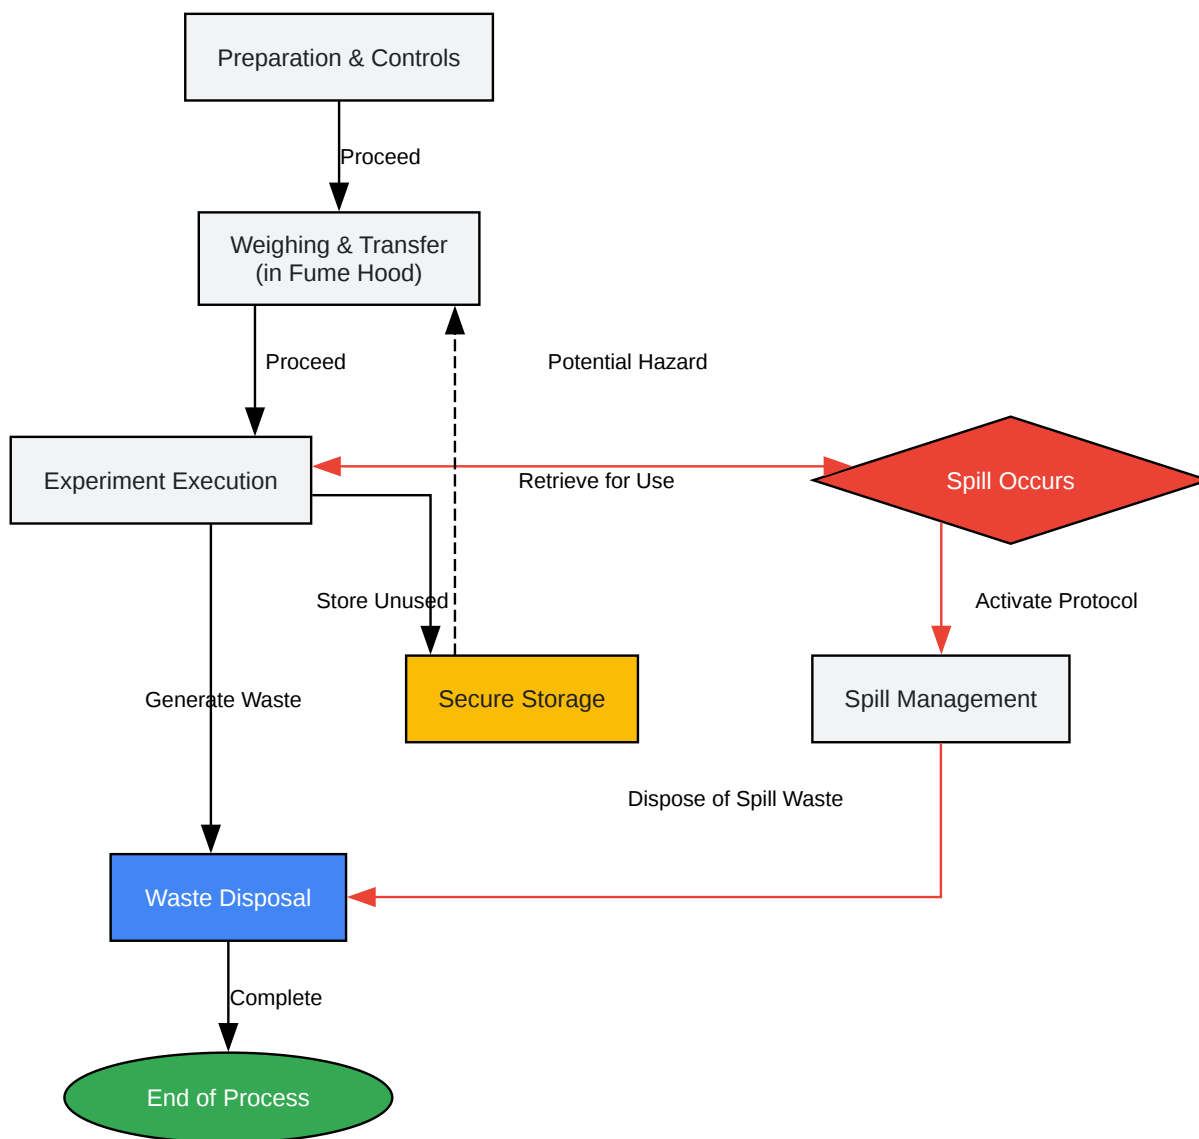 Preparation & Controls
Proceed
Weighing & Transfer
(in Fume Hood)
Proceed
Potential Hazard
Experiment Execution
Retrieve for Use
Spill Occurs
Store Unused
Activate Protocol
Generate Waste
Secure Storage
Spill Management
Dispose of Spill Waste
Waste Disposal
Complete
End of Process